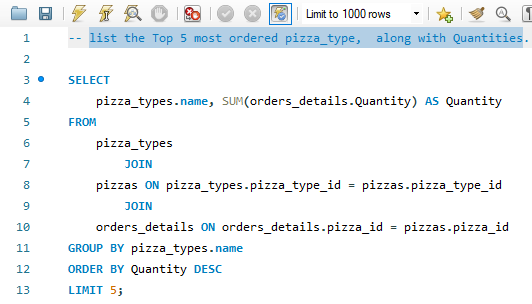 Limit to 1000 rows
1 -- list the Top 5 most ordered pizza_type,  along with Quantities.
2
3 SELECT
4     pizza_types.name, SUM(orders_details.Quantity) AS Quantity
5 FROM
6     pizza_types
7         JOIN
8     pizzas ON pizza_types.pizza_type_id = pizzas.pizza_type_id
9         JOIN
10     orders_details ON orders_details.pizza_id = pizzas.pizza_id
11 GROUP BY pizza_types.name
12 ORDER BY Quantity DESC
13 LIMIT 5;